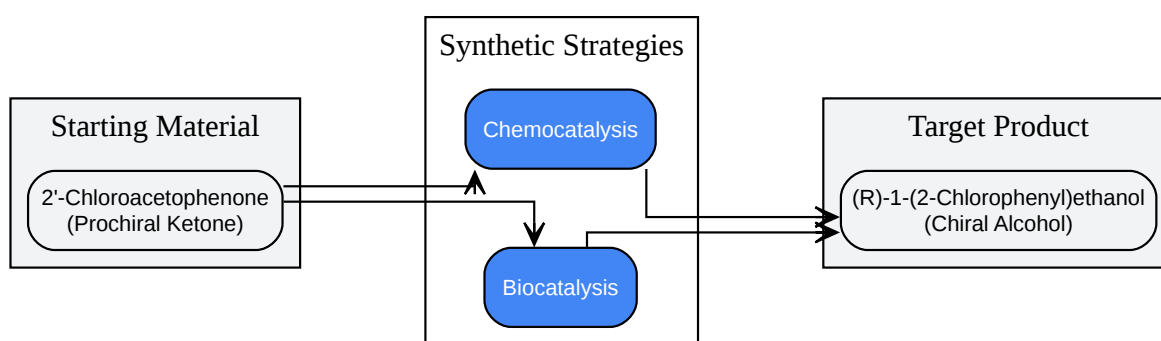 Synthetic Strategies
Starting Material
Chemocatalysis
Target Product
2'-Chloroacetophenone
(Prochiral Ketone)
(R)-1-(2-Chlorophenyl)ethanol
(Chiral Alcohol)
Biocatalysis